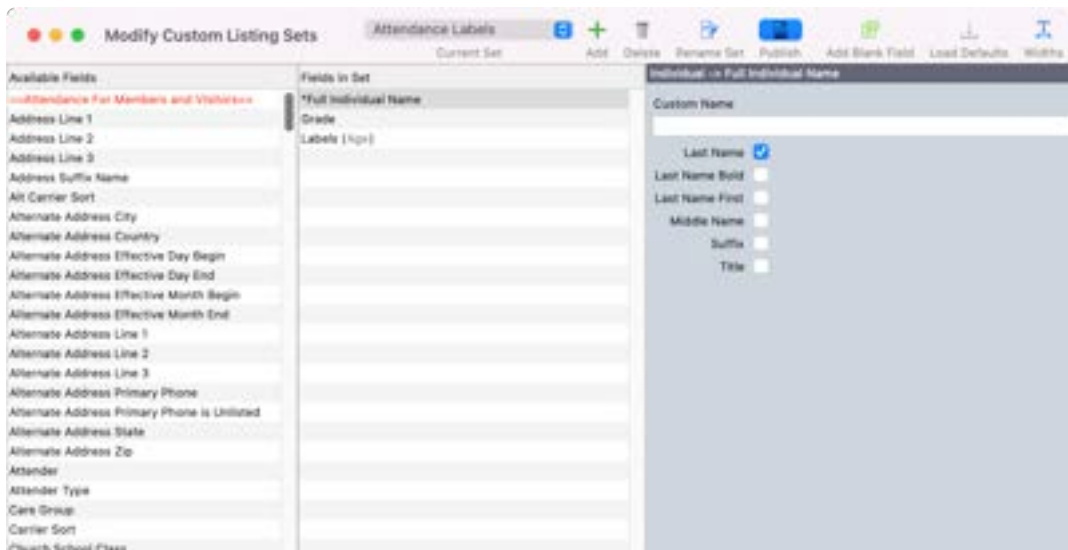 Modify Custom Listing Sets
Attendance Labels
Current Set
Add
Delete
Rename Set
Publish
Add Blank Field
Load Defaults
Widths
Available Fields
==Attendance For Members and Visitors==
Address Line 1
Address Line 2
Address Line 3
Address Suffix Name
Alt Carrier Sort
Alternate Address City
Alternate Address Country
Alternate Address Effective Day Begin
Alternate Address Effective Day End
Alternate Address Effective Month Begin
Alternate Address Effective Month End
Alternate Address Line 1
Alternate Address Line 2
Alternate Address Line 3
Alternate Address Primary Phone
Alternate Address Primary Phone is Unlisted
Alternate Address State
Alternate Address Zip
Attender
Attender Type
Care Group
Carrier Sort
Church School Class
Fields in Set
*Full Individual Name
Grade
Labels [Age]
Individual -> Full Individual Name
Custom Name
Last Name
Last Name Bold
Last Name First
Middle Name
Suffix
Title